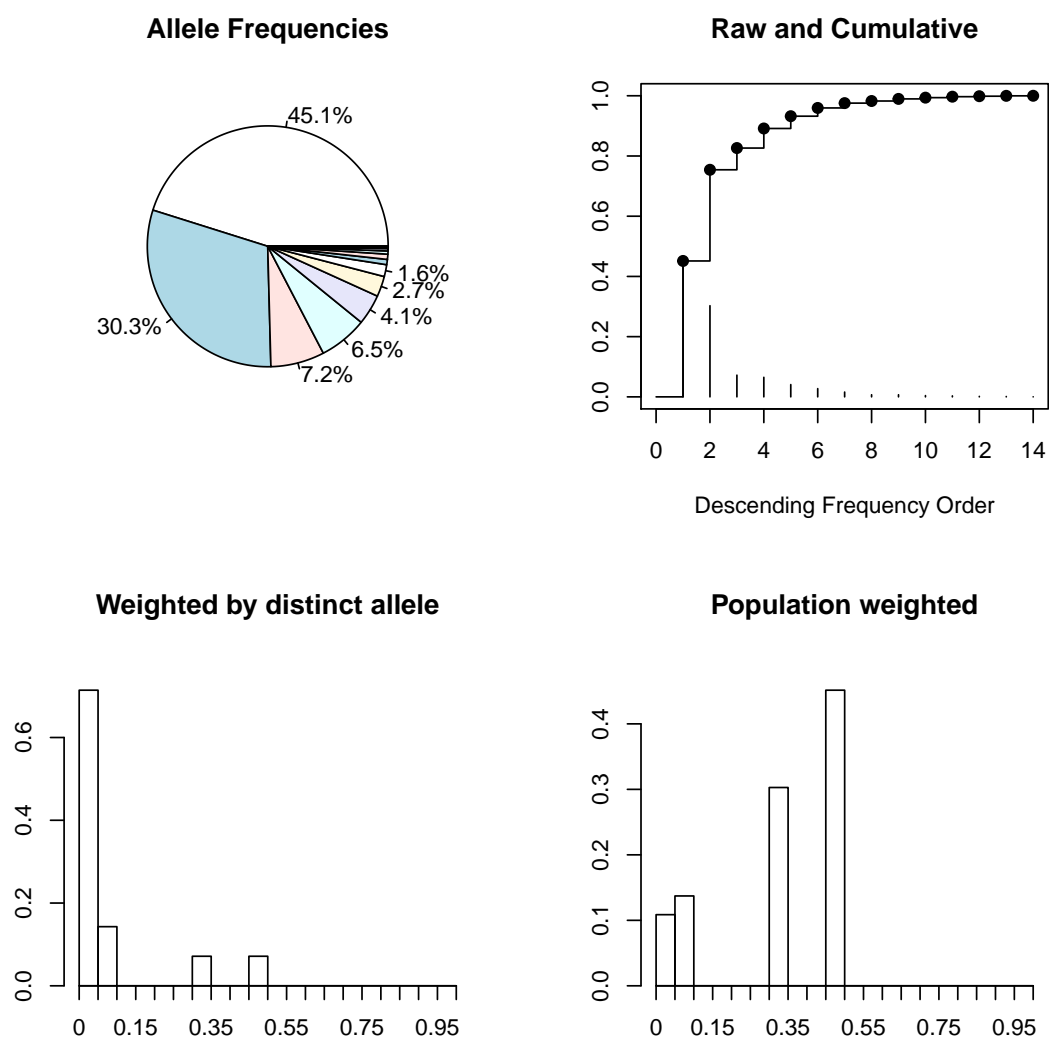 Allele Frequencies
45.1%
30.3%
7.2%
6.5%
4.1%
2.7%
1.6%
Raw and Cumulative
1.0
0.8
0.6
0.4
0.2
0.0
0 2 4 6 8 10 12 14
Descending Frequency Order
Weighted by distinct allele
0.6
0.4
0.2
0.0
0 0.15 0.35 0.55 0.75 0.95
Population weighted
0.4
0.3
0.2
0.1
0.0
0 0.15 0.35 0.55 0.75 0.95